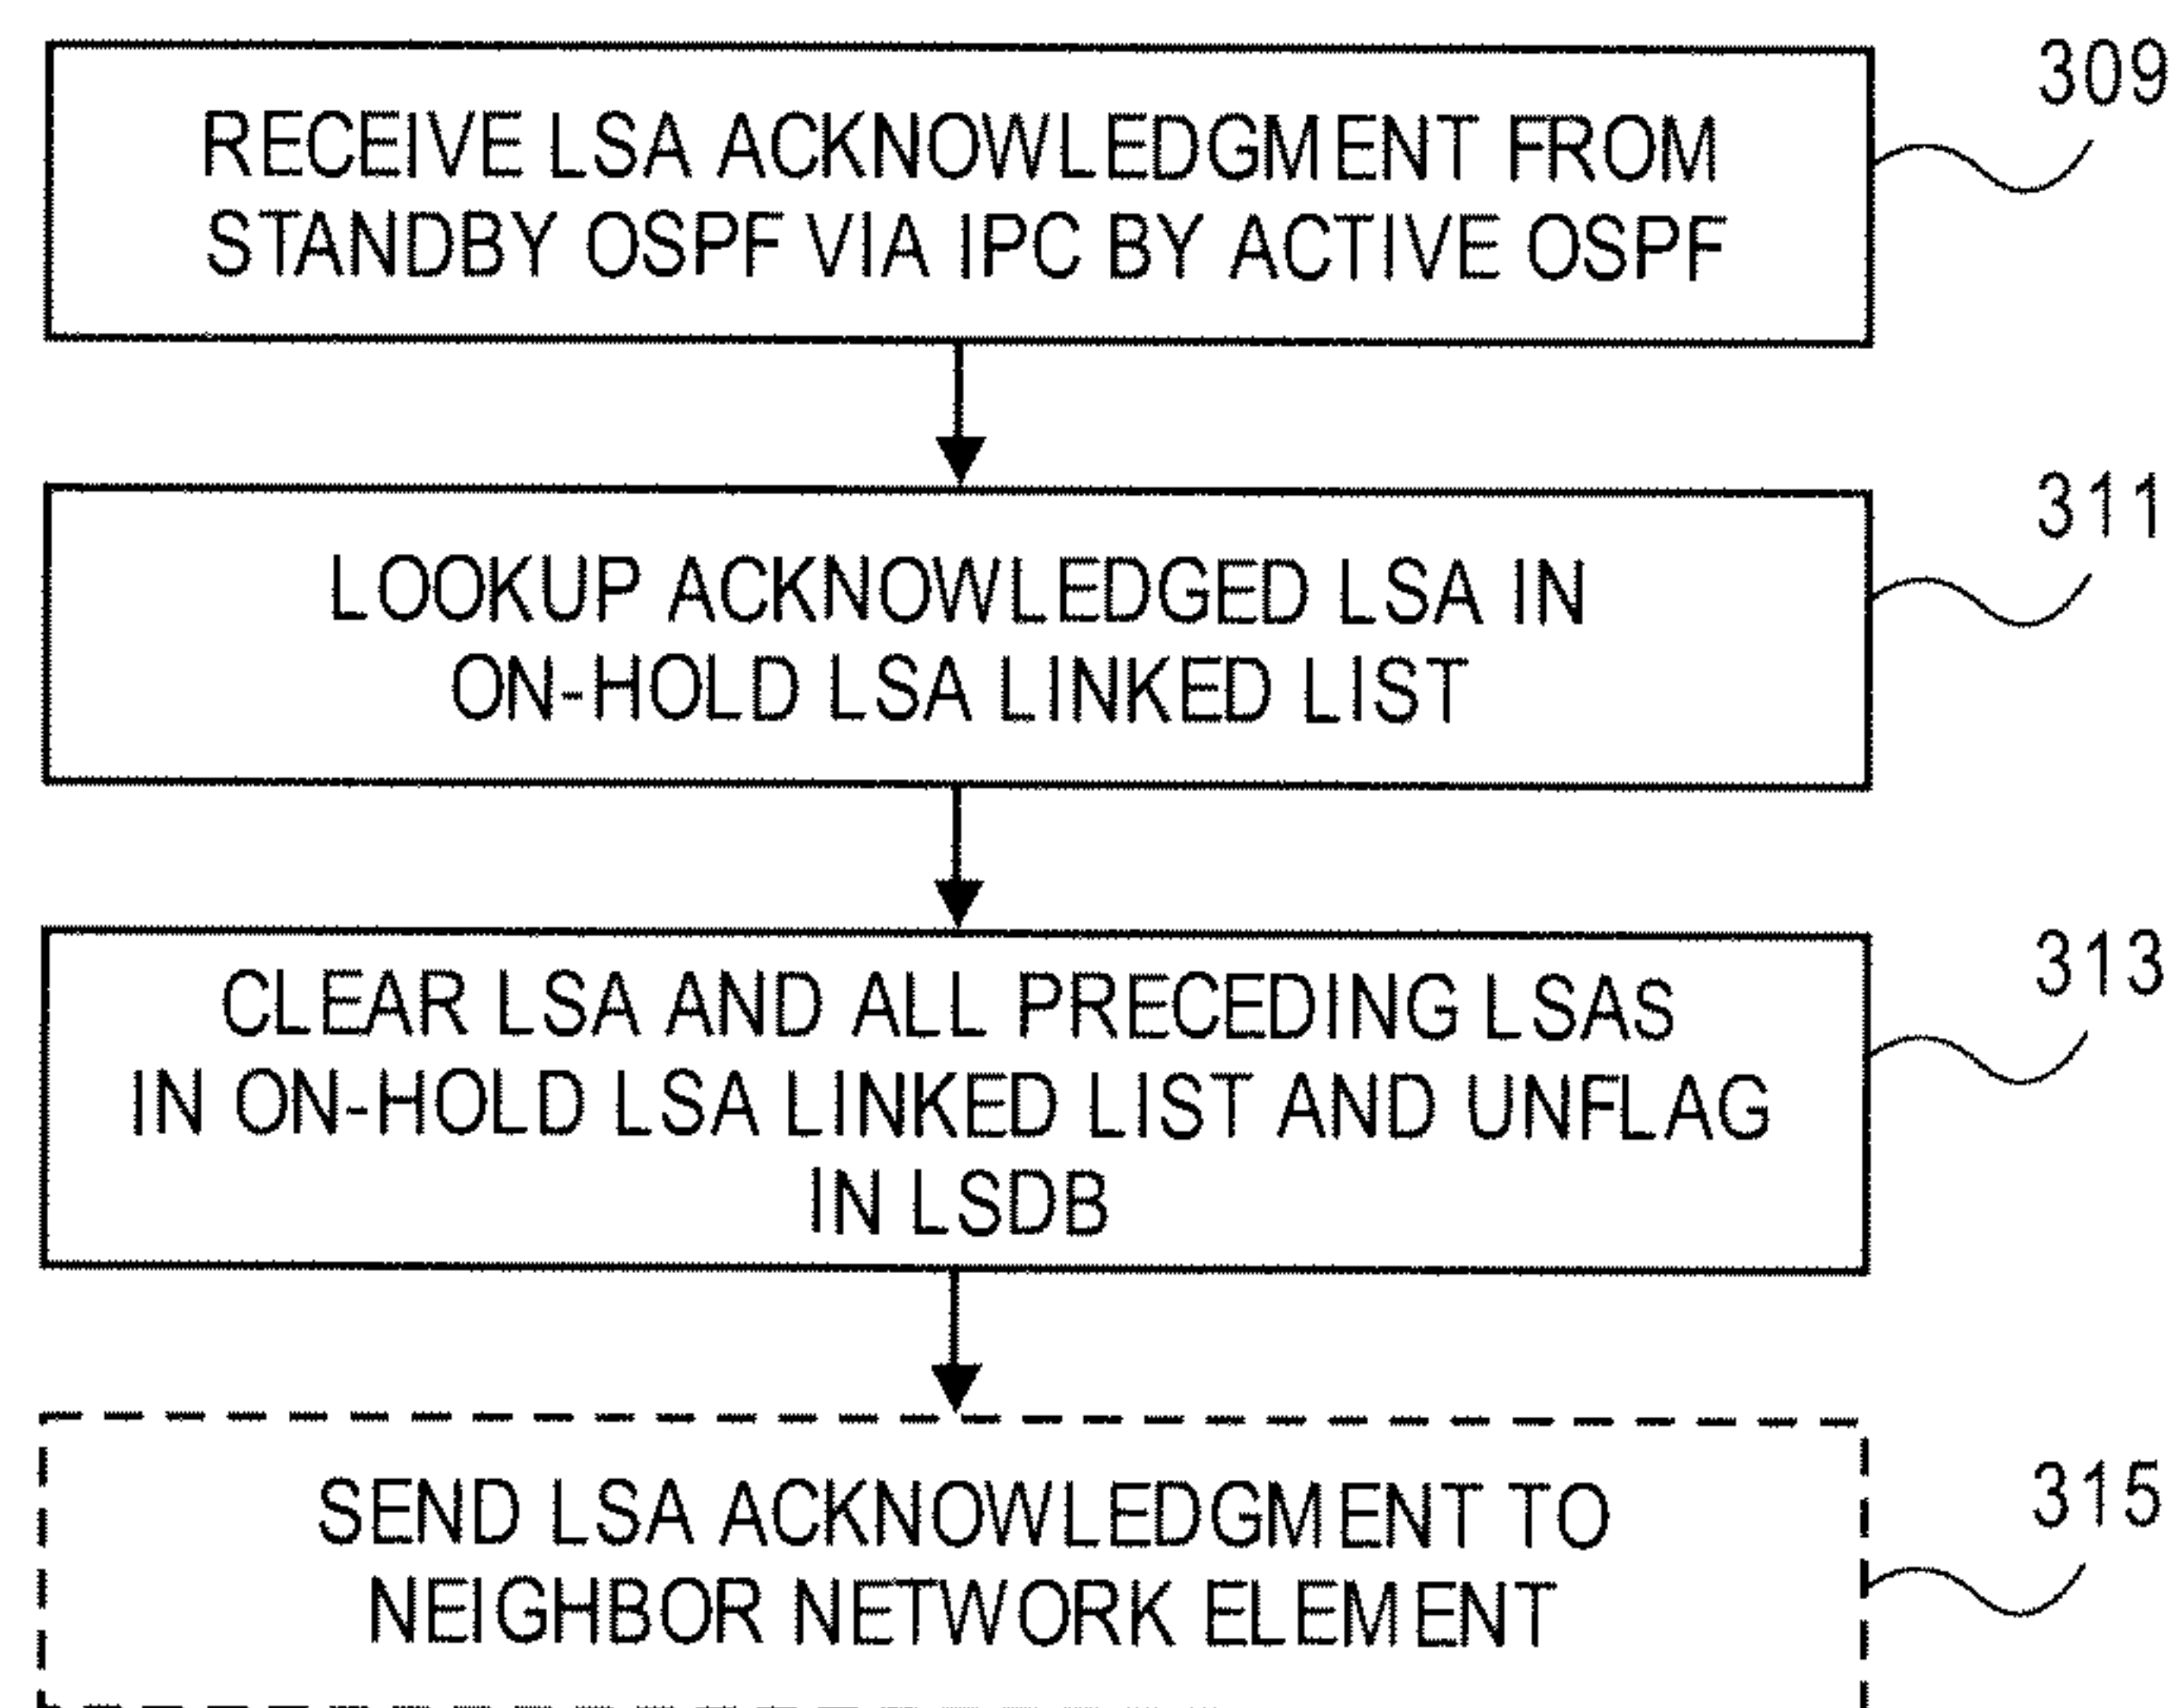 309
RECEIVE LSA ACKNOWLEDGMENT FROM
STANDBY OSPF VIA IPC BY ACTIVE OSPF
311
LOOKUP ACKNOWLEDGED LSA IN
ON-HOLD LSA LINKED LIST
313
CLEAR LSA AND ALL PRECEDING LSAS
IN ON-HOLD LSA LINKED LIST AND UNFLAG
IN LSDB
315
SEND LSA ACKNOWLEDGMENT TO
NEIGHBOR NETWORK ELEMENT